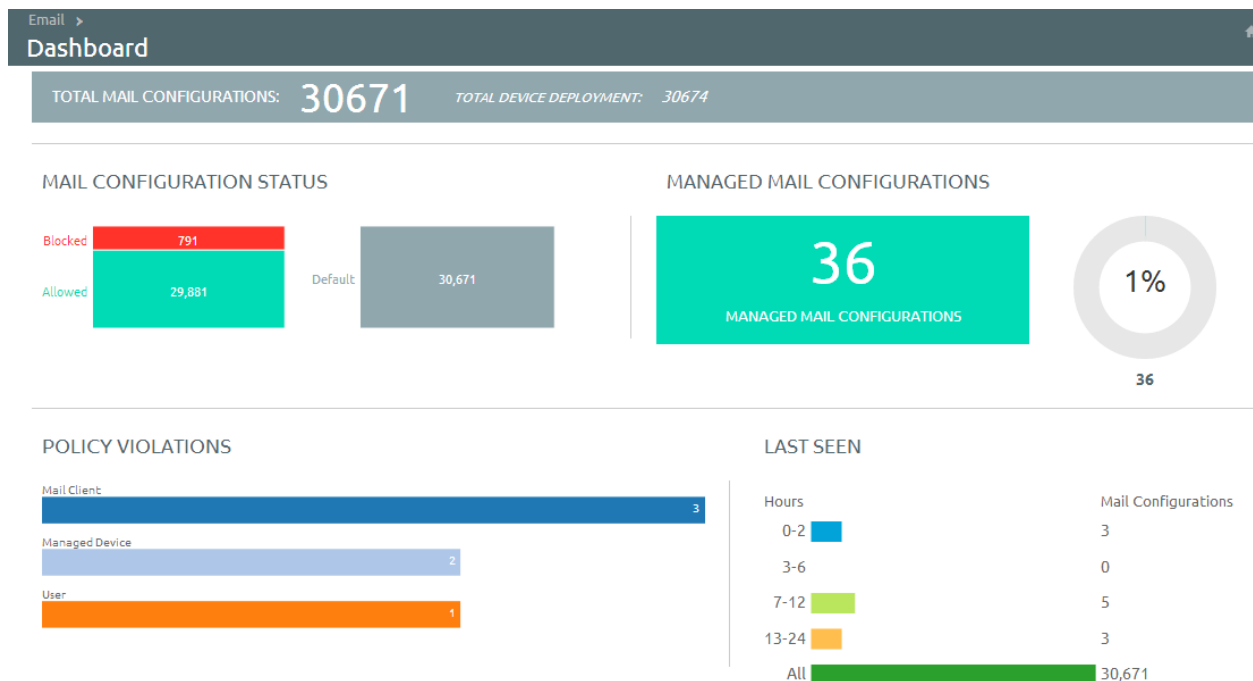 Email >
Dashboard
TOTAL MAIL CONFIGURATIONS: 30671 TOTAL DEVICE DEPLOYMENT: 30674
MAIL CONFIGURATION STATUS
Blocked 791
Allowed 29,881
Default 30,671
MANAGED MAIL CONFIGURATIONS
36
MANAGED MAIL CONFIGURATIONS
1%
36
POLICY VIOLATIONS
Mail Client
3
Managed Device
2
User
1
LAST SEEN
Hours Mail Configurations
0-2 3
3-6 0
7-12 5
13-24 3
All 30,671